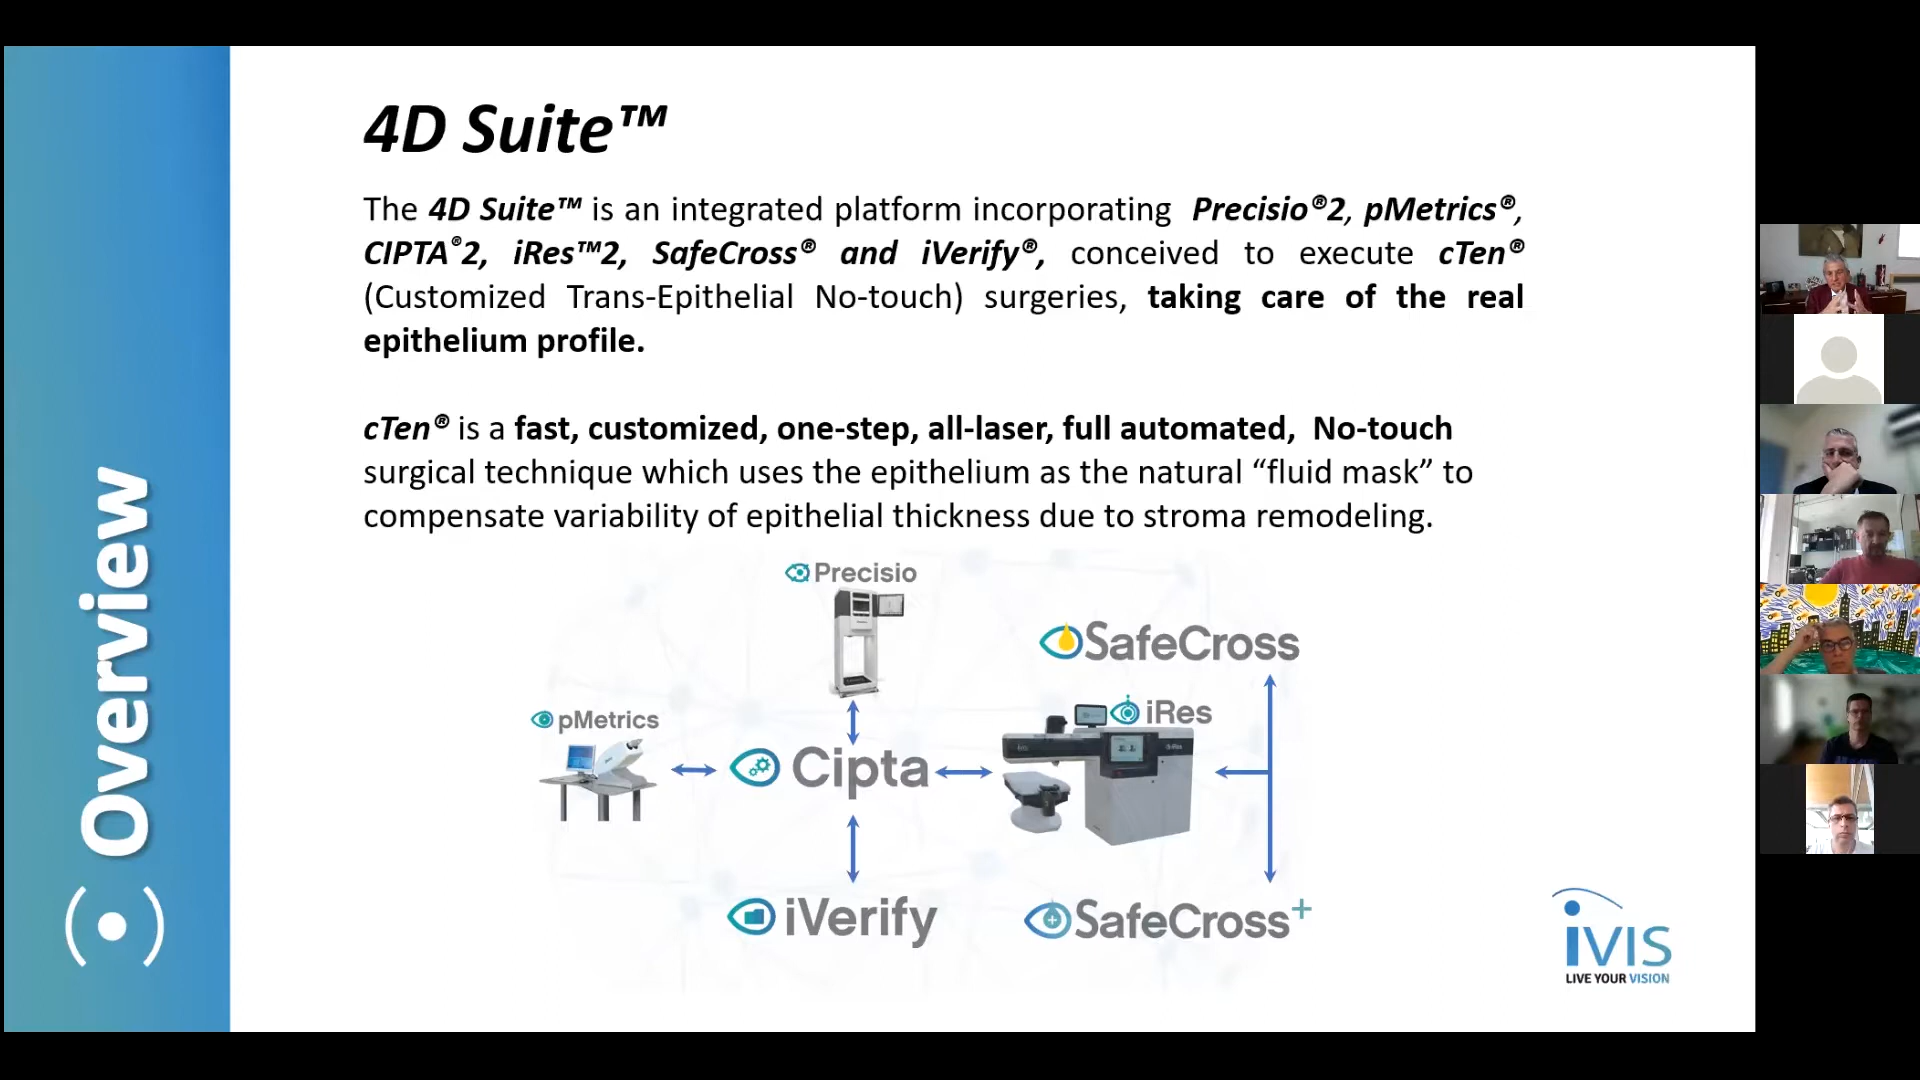 4D Suite™
The 4D Suite™ is an integrated platform incorporating Precisio®2, pMetrics®,
CIPTA®2, iRes™2, SafeCross® and iVerify®, conceived to execute cTen®
(Customized Trans-Epithelial No-touch) surgeries, taking care of the real
epithelium profile.
cTen® is a fast, customized, one-step, all-laser, full automated, No-touch
surgical technique which uses the epithelium as the natural “fluid mask” to
compensate variability of epithelial thickness due to stroma remodeling.
Overview
Precisio
SafeCross
pMetrics
iRes
Cipta
iVerify
SafeCross+
iVIS
LIVE YOUR VISION